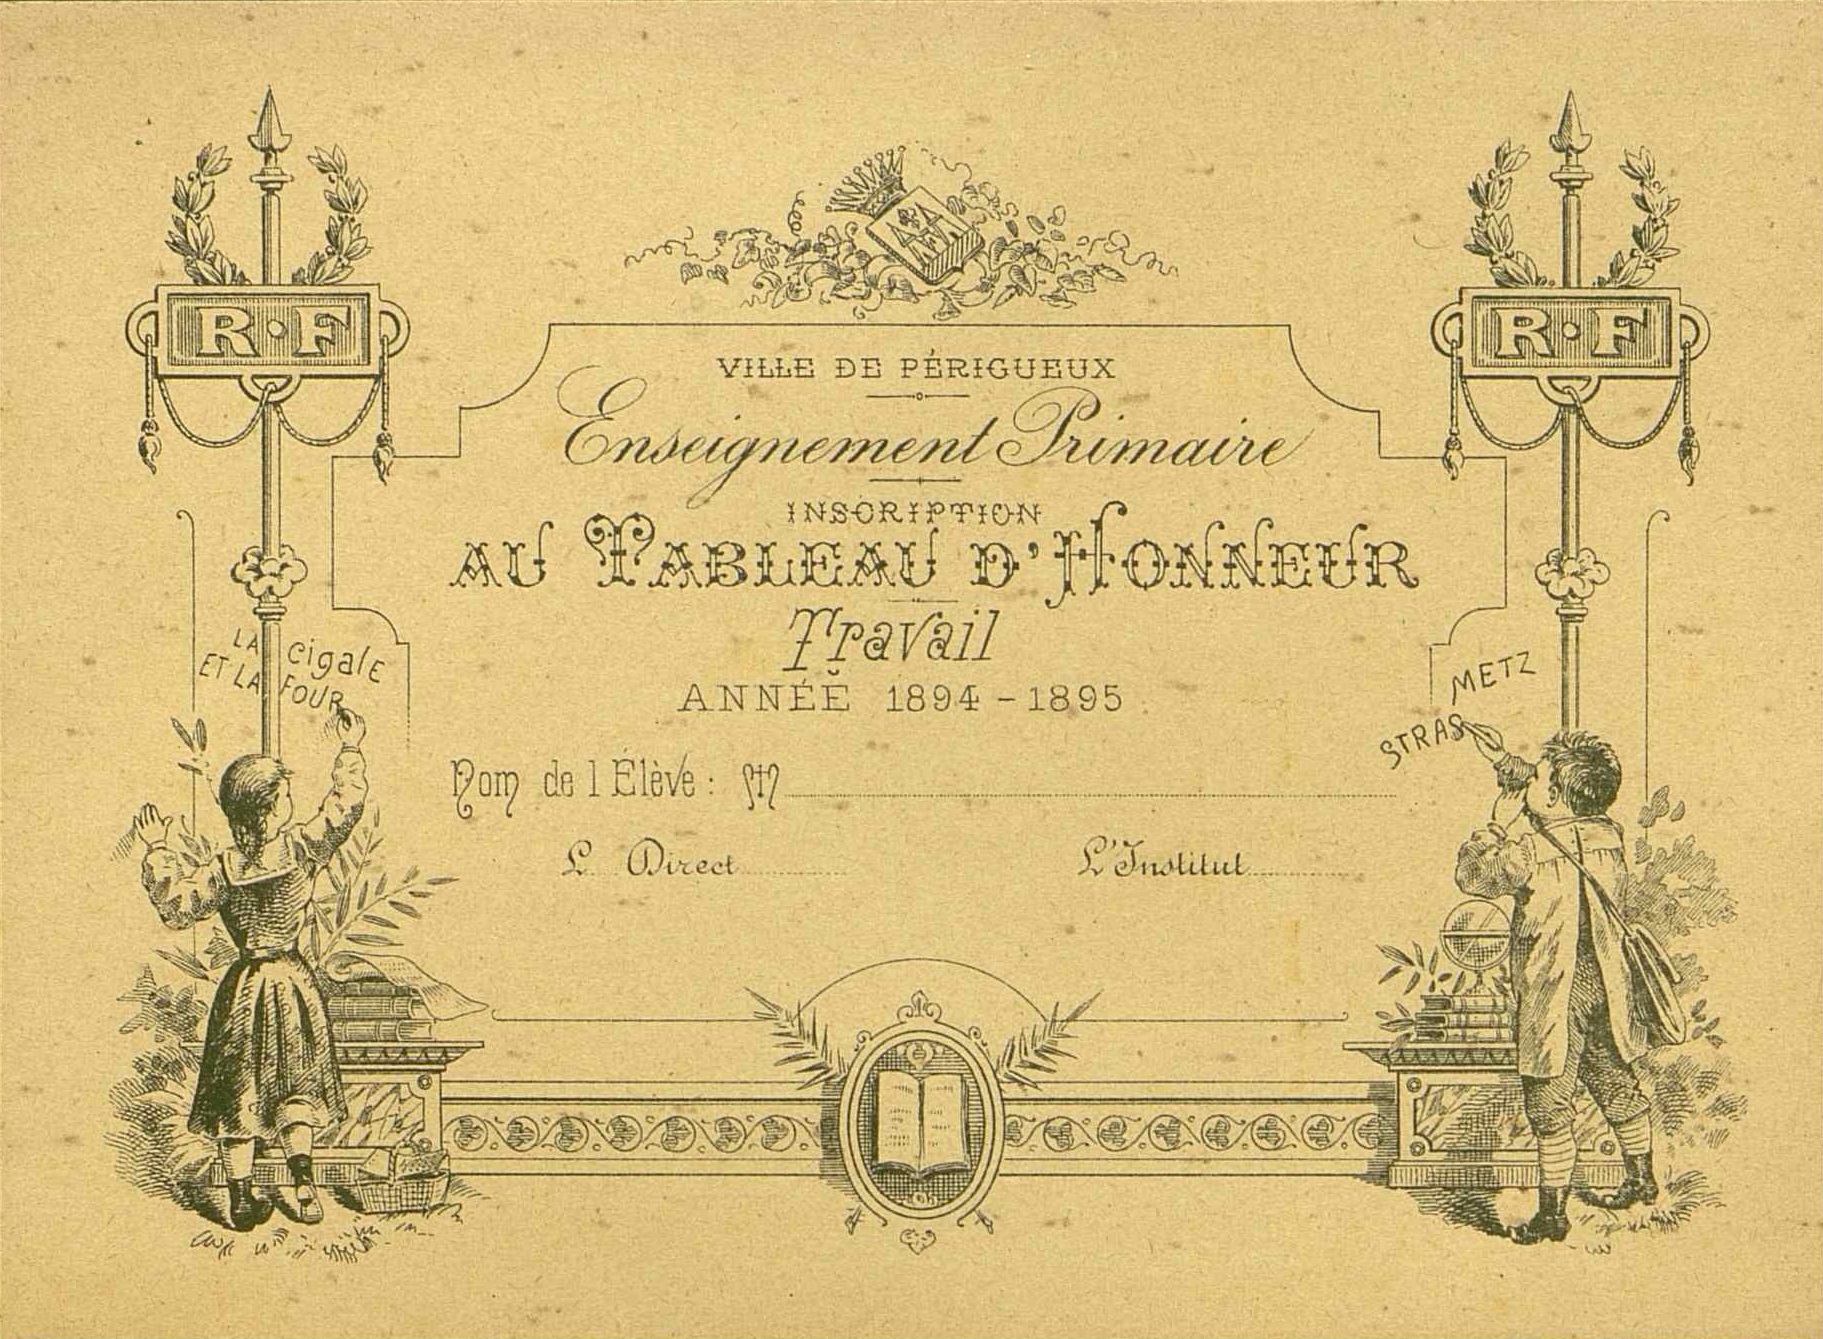 R·F
R·F
VILLE DE PÉRIGUEUX
Enseignement Primaire
INSCRIPTION
AU TABLEAU D'HONNEUR
Travail
ANNÉE 1894-1895
LA cigalE
ET LA FOUR
METZ
STRAS
Nom de l Élève : M
L Direct
L'Institut